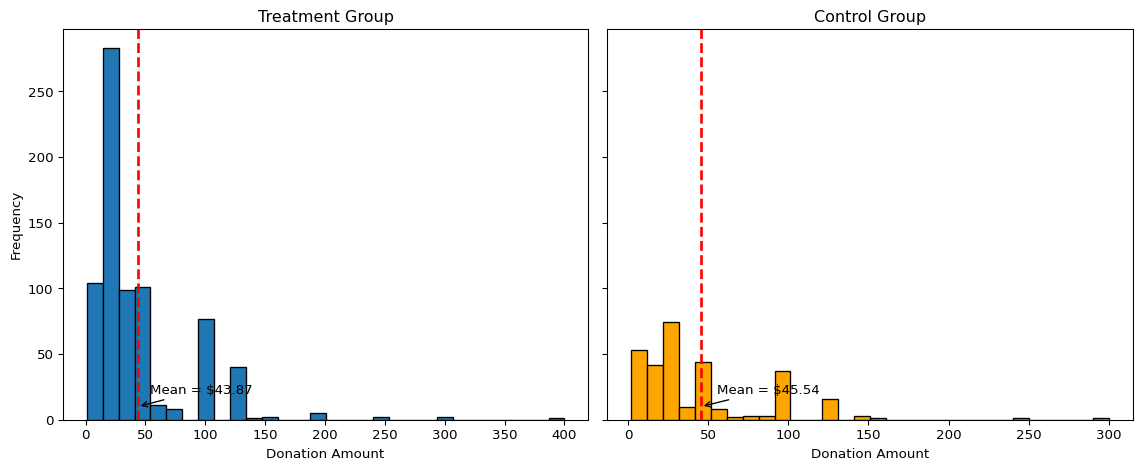 Treatment Group
Control Group
Frequency
250
200
150
100
50
0
Mean = $43.87
Mean = $45.54
0 50 100 150 200 250 300 350 400
0 50 100 150 200 250 300
Donation Amount
Donation Amount